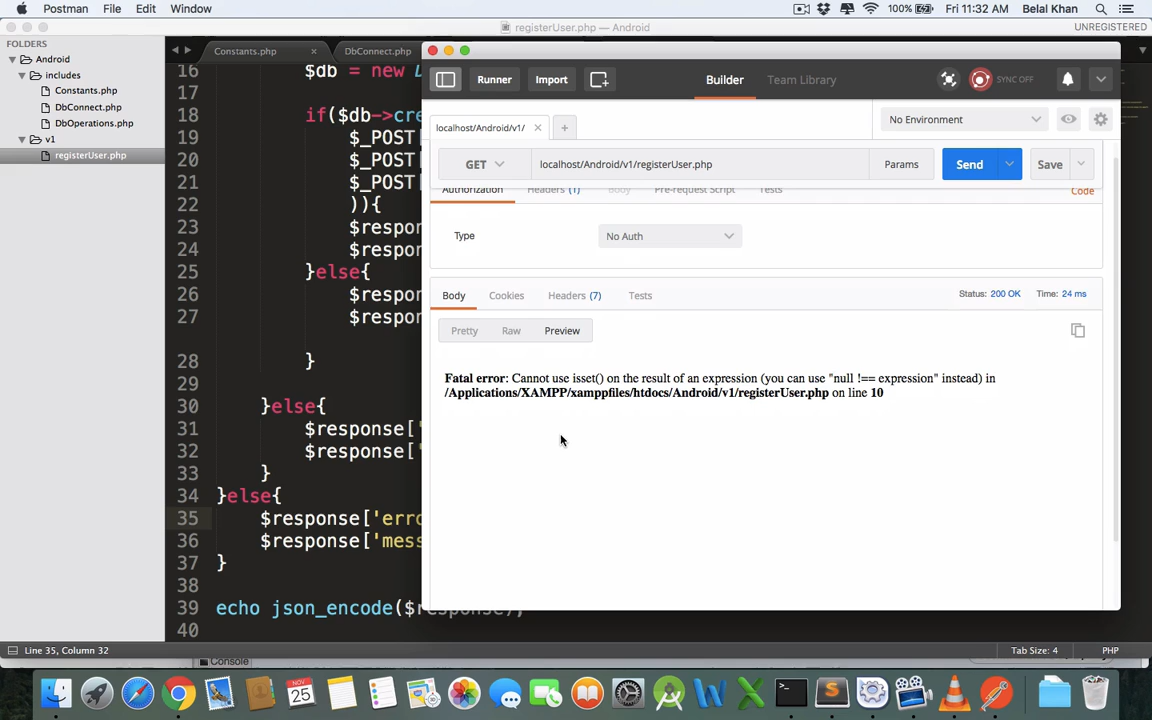 Postman File Edit Window 100% Fri 11:32 AM Belal Khan
registerUser.php — Android UNREGISTERED
FOLDERS
Android
includes
Constants.php
DbConnect.php
DbOperations.php
v1
registerUser.php
Constants.php × DbConnect.php
16 $db = new
17
18 if($db->cre
19 $_POST[
20 $_POST[
21 $_POST[
22 )){
23 $respon
24 $respon
25 }else{
26 $respon
27 $respon
28 }
29
30 }else{
31 $response['
32 $response['
33 }
34 }else{
35 $response['erro
36 $response['mess
37 }
38
39 echo json_encode($response);
40
Runner Import Builder Team Library SYNC OFF
localhost/Android/v1/ × + No Environment
GET localhost/Android/v1/registerUser.php Params Send Save
Authorization Headers (1) Body Pre-request Script Tests Code
Type No Auth
Body Cookies Headers (7) Tests Status: 200 OK Time: 24 ms
Pretty Raw Preview
Fatal error: Cannot use isset() on the result of an expression (you can use "null !== expression" instead) in
/Applications/XAMPP/xamppfiles/htdocs/Android/v1/registerUser.php on line 10
Line 35, Column 32 Tab Size: 4 PHP
Console
NOV
25